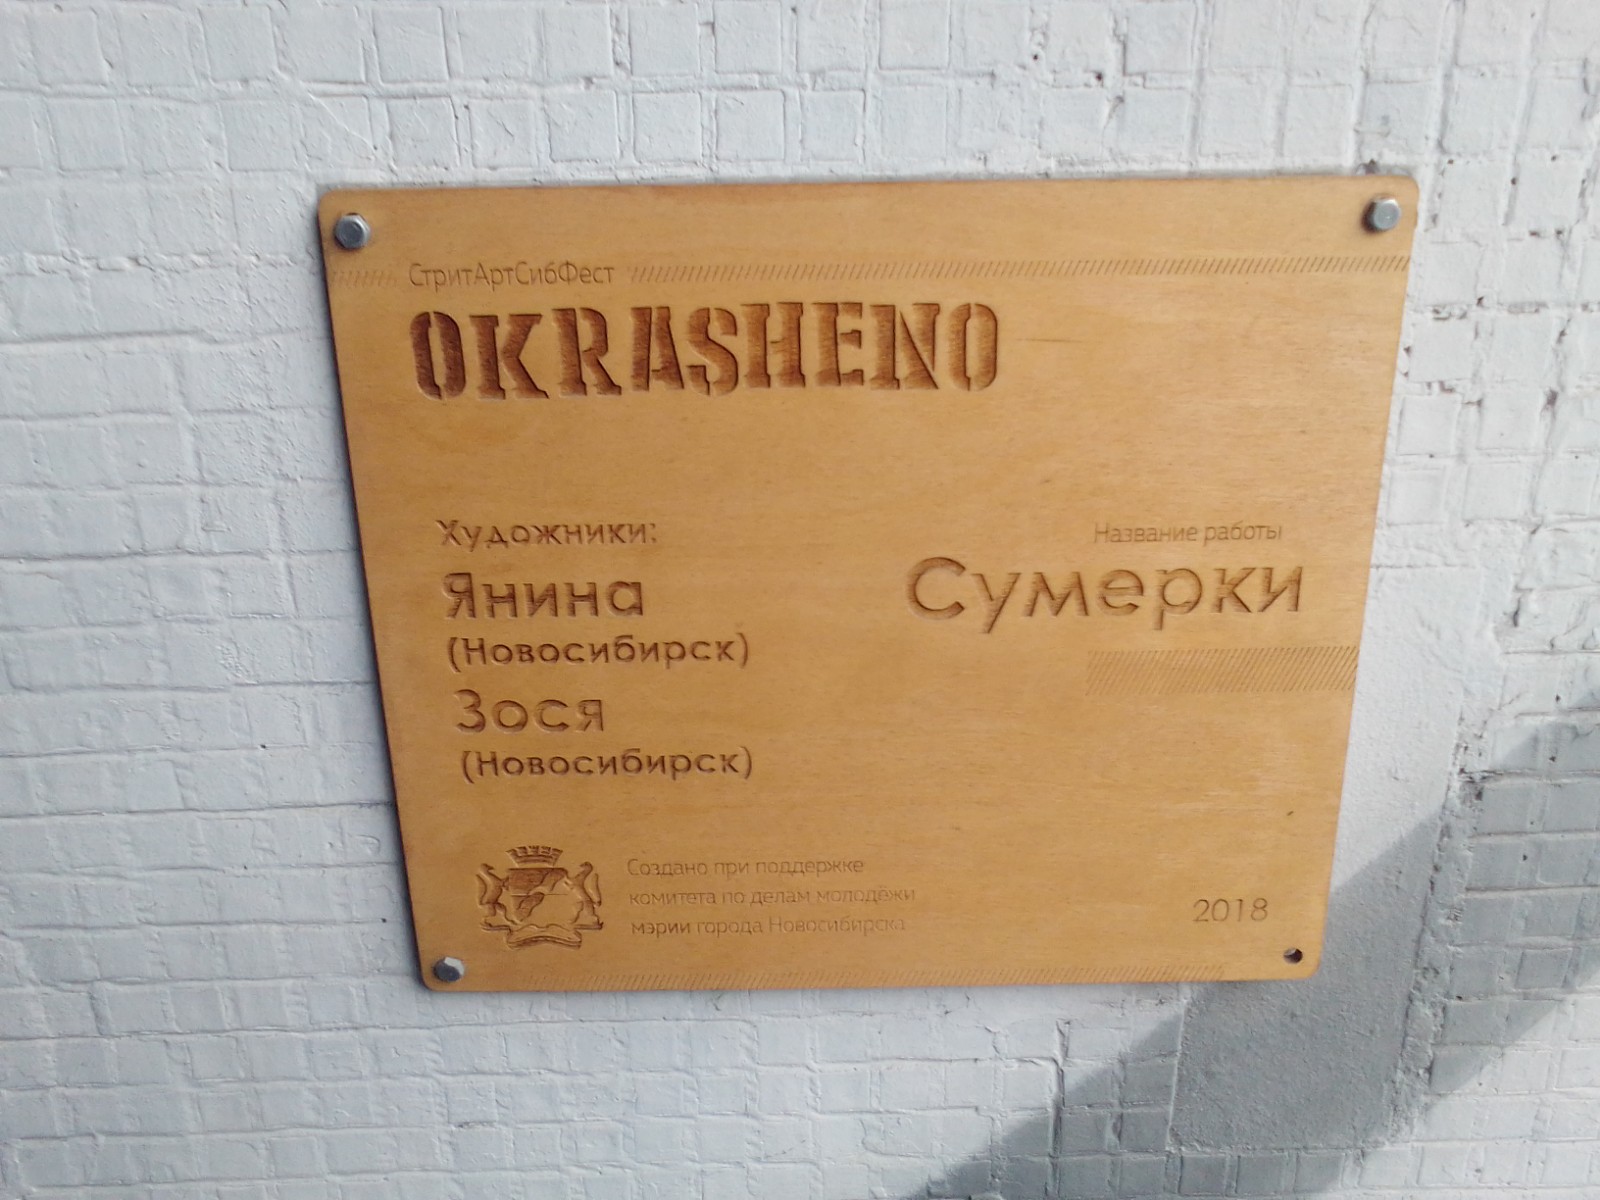 СтритАртСибФест
OKRASHENO
Художники:
Янина
(Новосибирск)
Зося
(Новосибирск)
Название работы
Сумерки
Создано при поддержке
комитета по делам молодёжи
мэрии города Новосибирска
2018